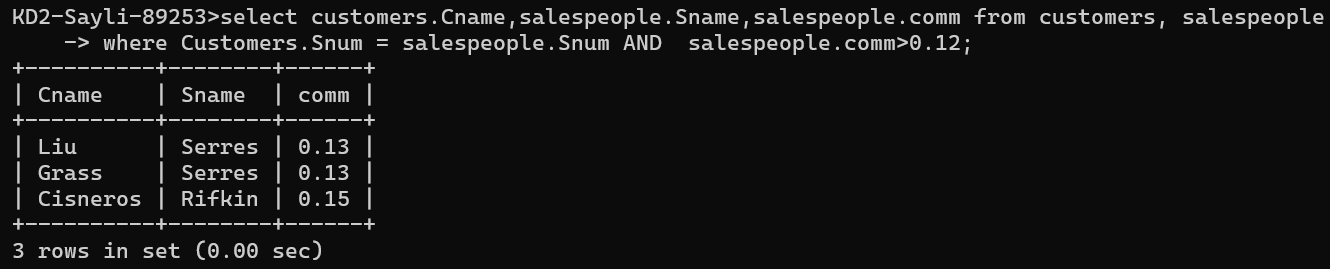 KD2-Sayli-89253>select customers.Cname,salespeople.Sname,salespeople.comm from customers, salespeople
    -> where Customers.Snum = salespeople.Snum AND  salespeople.comm>0.12;
+----------+--------+------+
| Cname    | Sname  | comm |
+----------+--------+------+
| Liu      | Serres | 0.13 |
| Grass    | Serres | 0.13 |
| Cisneros | Rifkin | 0.15 |
+----------+--------+------+
3 rows in set (0.00 sec)